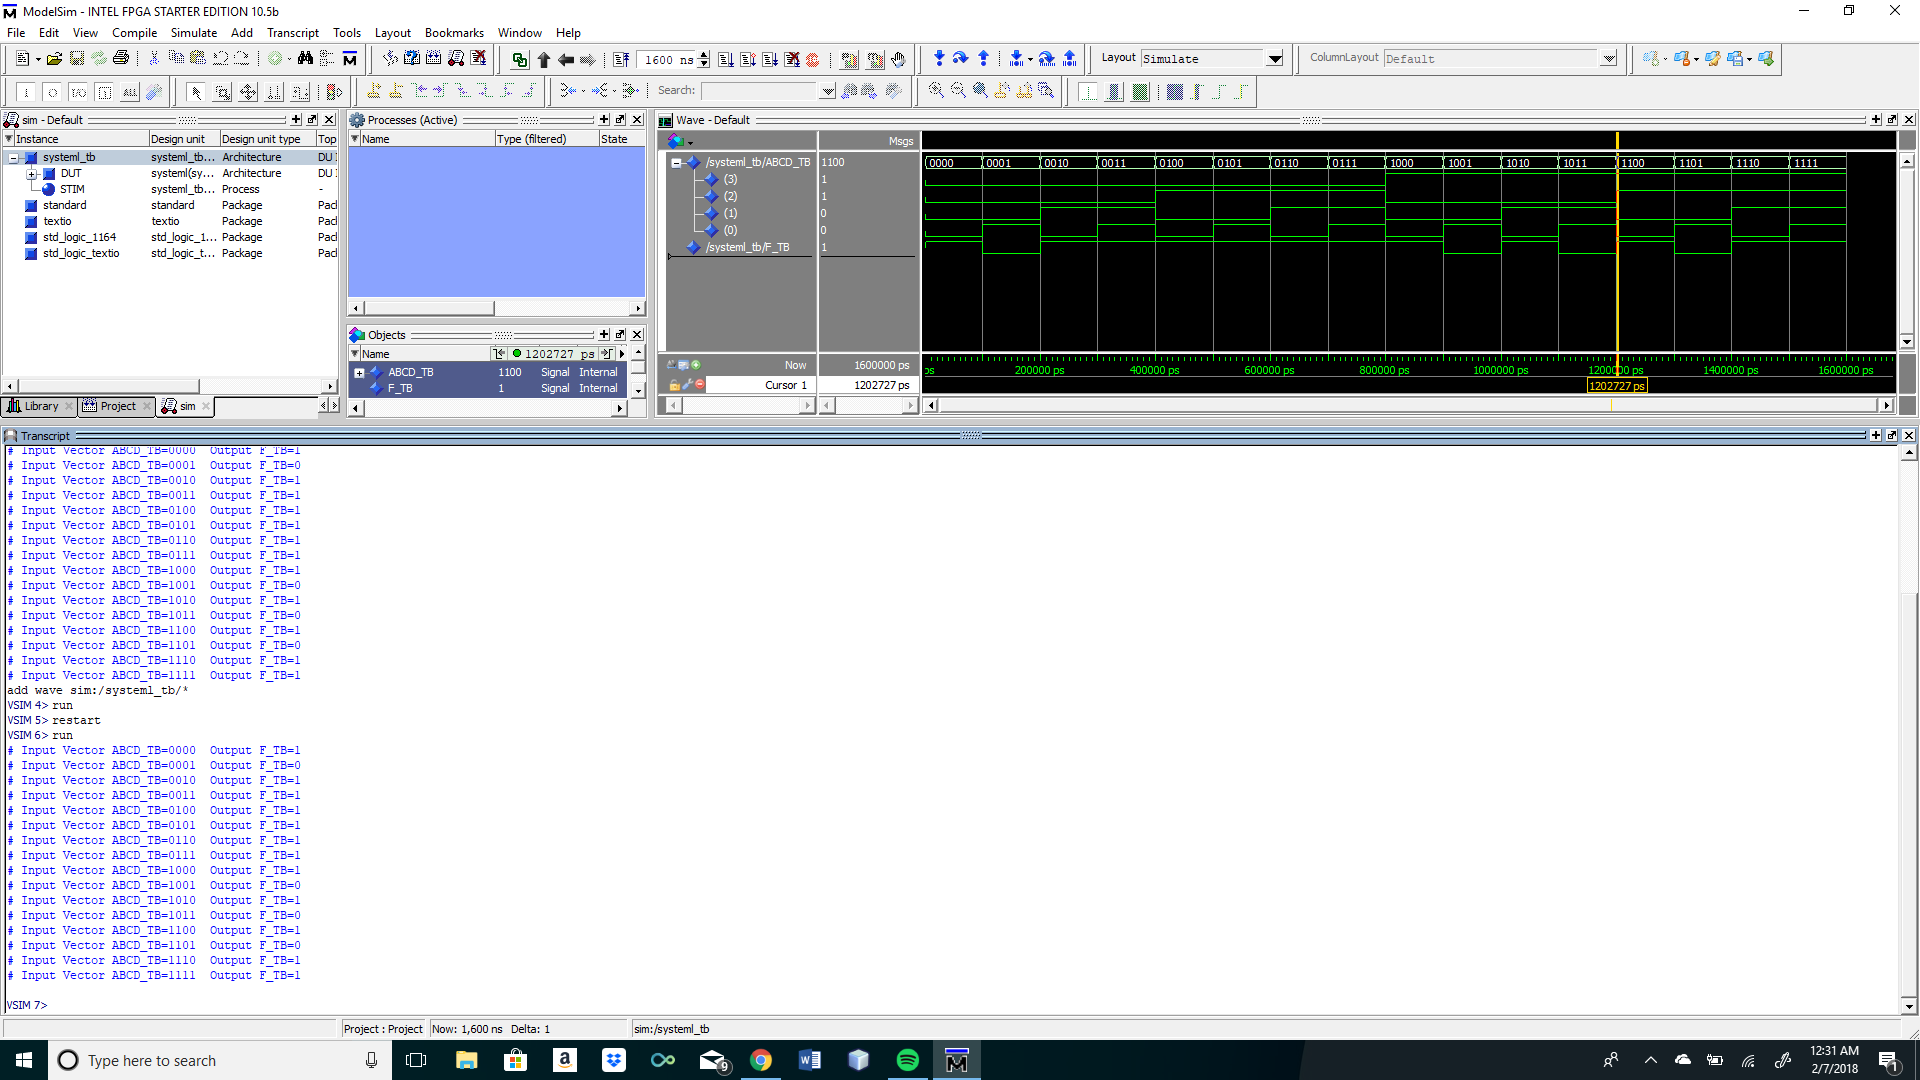 ModelSim - INTEL FPGA STARTER EDITION 10.5b
File Edit View Compile Simulate Add Transcript Tools Layout Bookmarks Window Help
1600 ns
Layout Simulate
ColumnLayout Default
ALL
Search:
sim - Default
Instance Design unit Design unit type Top
systeml_tb systeml_tb... Architecture DU I
DUT systeml(sy... Architecture DU I
STIM systeml_tb... Process -
standard standard Package Pacl
textio textio Package Pacl
std_logic_1164 std_logic_1... Package Pacl
std_logic_textio std_logic_t... Package Pacl
Library Project sim
Processes (Active)
Name Type (filtered) State
Objects
Name 1202727 ps
ABCD_TB 1100 Signal Internal
F_TB 1 Signal Internal
Wave - Default
Msgs
/systeml_tb/ABCD_TB 1100 0000 0001 0010 0011 0100 0101 0110 0111 1000 1001 1010 1011 1100 1101 1110 1111
(3) 1
(2) 1
(1) 0
(0) 0
/systeml_tb/F_TB 1
Now 1600000 ps ps 200000 ps 400000 ps 600000 ps 800000 ps 1000000 ps 1200000 ps 1400000 ps 1600000 ps
Cursor 1 1202727 ps 1202727 ps
Transcript
# Input Vector ABCD_TB=0000 Output F_TB=1
# Input Vector ABCD_TB=0001 Output F_TB=0
# Input Vector ABCD_TB=0010 Output F_TB=1
# Input Vector ABCD_TB=0011 Output F_TB=1
# Input Vector ABCD_TB=0100 Output F_TB=1
# Input Vector ABCD_TB=0101 Output F_TB=1
# Input Vector ABCD_TB=0110 Output F_TB=1
# Input Vector ABCD_TB=0111 Output F_TB=1
# Input Vector ABCD_TB=1000 Output F_TB=1
# Input Vector ABCD_TB=1001 Output F_TB=0
# Input Vector ABCD_TB=1010 Output F_TB=1
# Input Vector ABCD_TB=1011 Output F_TB=0
# Input Vector ABCD_TB=1100 Output F_TB=1
# Input Vector ABCD_TB=1101 Output F_TB=0
# Input Vector ABCD_TB=1110 Output F_TB=1
# Input Vector ABCD_TB=1111 Output F_TB=1
add wave sim:/systeml_tb/*
VSIM 4> run
VSIM 5> restart
VSIM 6> run
# Input Vector ABCD_TB=0000 Output F_TB=1
# Input Vector ABCD_TB=0001 Output F_TB=0
# Input Vector ABCD_TB=0010 Output F_TB=1
# Input Vector ABCD_TB=0011 Output F_TB=1
# Input Vector ABCD_TB=0100 Output F_TB=1
# Input Vector ABCD_TB=0101 Output F_TB=1
# Input Vector ABCD_TB=0110 Output F_TB=1
# Input Vector ABCD_TB=0111 Output F_TB=1
# Input Vector ABCD_TB=1000 Output F_TB=1
# Input Vector ABCD_TB=1001 Output F_TB=0
# Input Vector ABCD_TB=1010 Output F_TB=1
# Input Vector ABCD_TB=1011 Output F_TB=0
# Input Vector ABCD_TB=1100 Output F_TB=1
# Input Vector ABCD_TB=1101 Output F_TB=0
# Input Vector ABCD_TB=1110 Output F_TB=1
# Input Vector ABCD_TB=1111 Output F_TB=1
VSIM 7>
Project : Project Now: 1,600 ns Delta: 1 sim:/systeml_tb
Type here to search
9
12:31 AM
2/7/2018
1